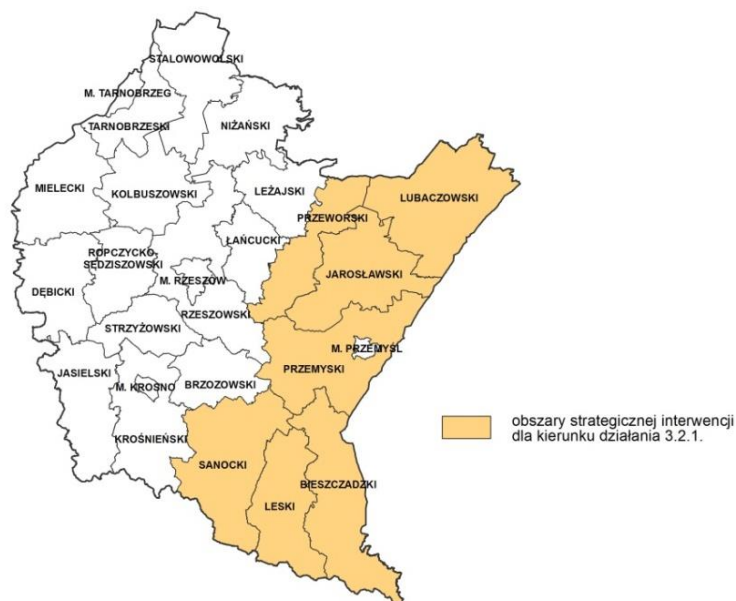 STALOWOWOLSKI
M. TARNOBRZEG
TARNOBRZESKI
NIŻAŃSKI
MIELECKI
KOLBUSZOWSKI
LEŻAJSKI
LUBACZOWSKI
PRZEWORSKI
ŁAŃCUCKI
ROPCZYCKO-
SĘDZISZOWSKI
JAROSŁAWSKI
M. RZESZÓW
DĘBICKI
RZESZOWSKI
STRZYŻOWSKI
M. PRZEMYŚL
PRZEMYSKI
JASIELSKI
M. KROSNO
BRZOZOWSKI
obszary strategicznej interwencji
dla kierunku działania 3.2.1.
KROŚNIEŃSKI
SANOCKI
BIESZCZADZKI
LESKI